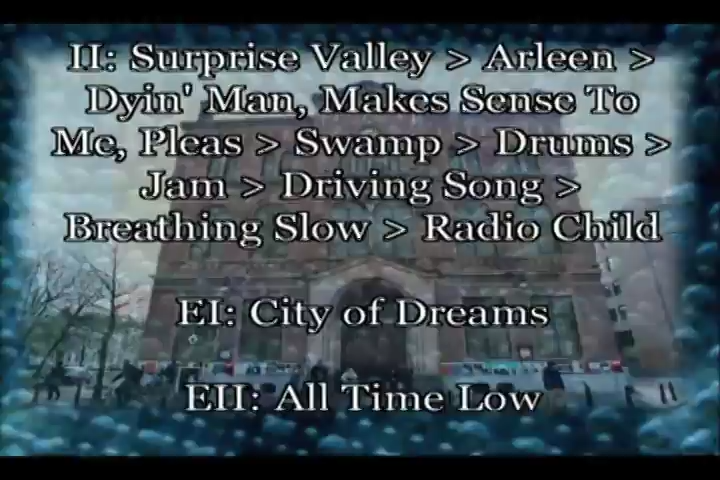 II: Surprise Valley > Arleen >
Dyin' Man, Makes Sense To
Me, Pleas > Swamp > Drums >
Jam > Driving Song >
Breathing Slow > Radio Child
EI: City of Dreams
EII: All Time Low